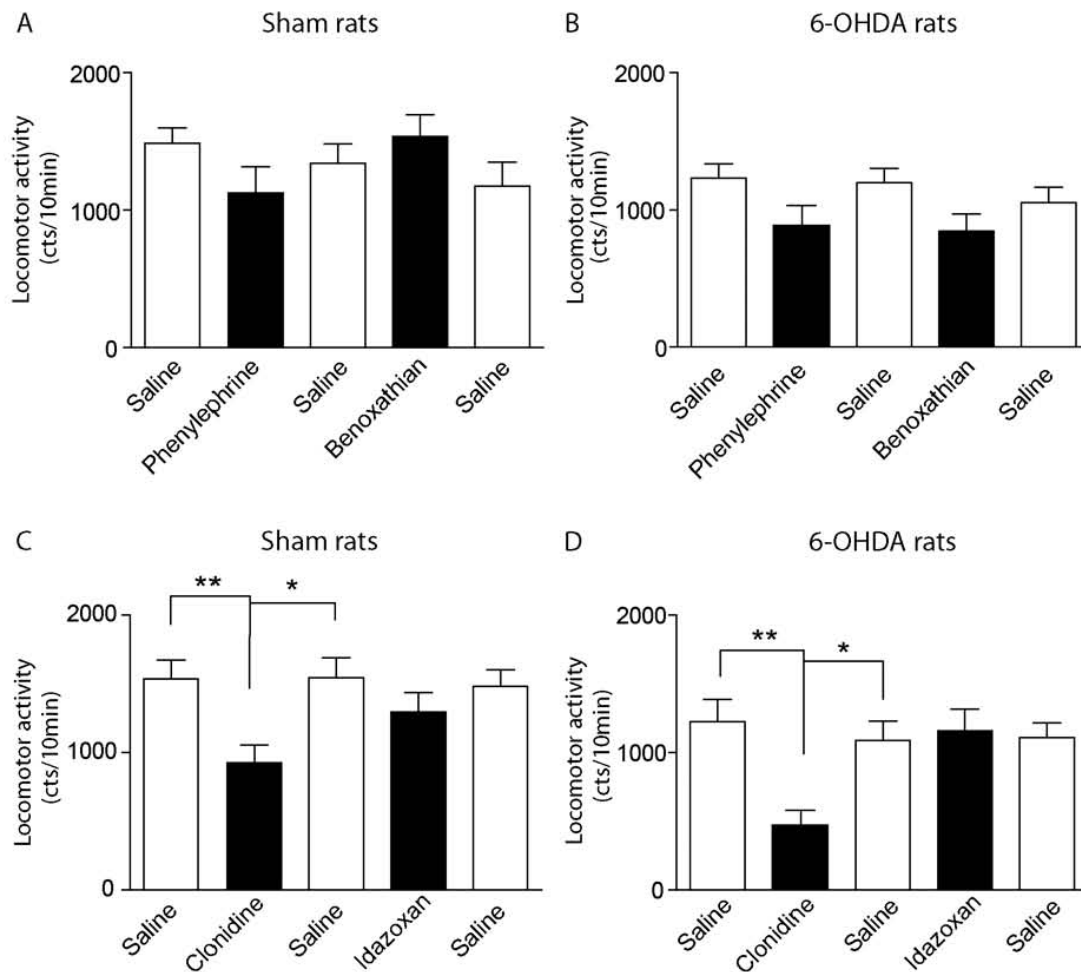 A
Sham rats
2000
1000
0
Locomotor activity
(cts/10min)
Saline
Phenylephrine
Saline
Benoxathian
Saline
B
6-OHDA rats
2000
1000
0
Locomotor activity
(cts/10min)
Saline
Phenylephrine
Saline
Benoxathian
Saline
C
Sham rats
** *
2000
1000
0
Locomotor activity
(cts/10min)
Saline
Clonidine
Saline
Idazoxan
Saline
D
6-OHDA rats
** *
2000
1000
0
Locomotor activity
(cts/10min)
Saline
Clonidine
Saline
Idazoxan
Saline